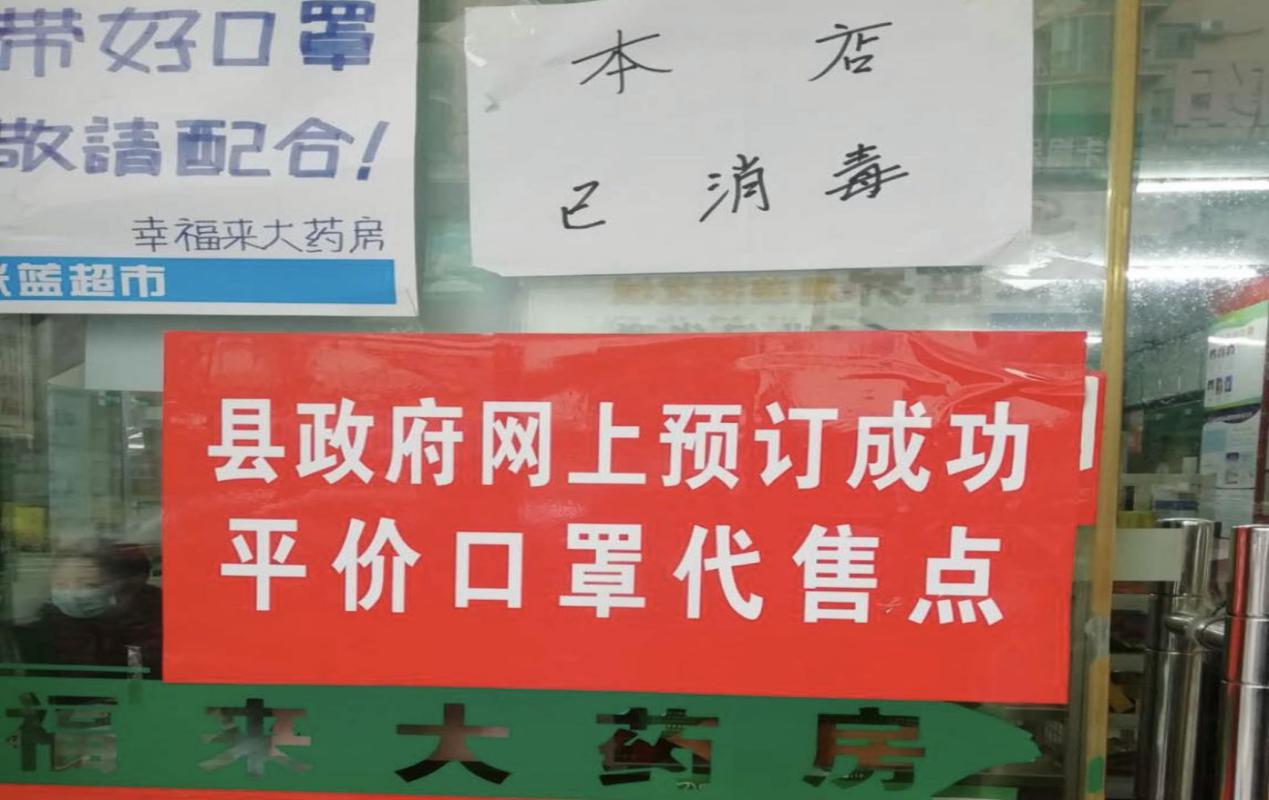 带好口罩
敬請配合!
幸福来大药房
蓝超市
本店
已消毒
县政府网上预订成功
平价口罩代售点
福来大药房